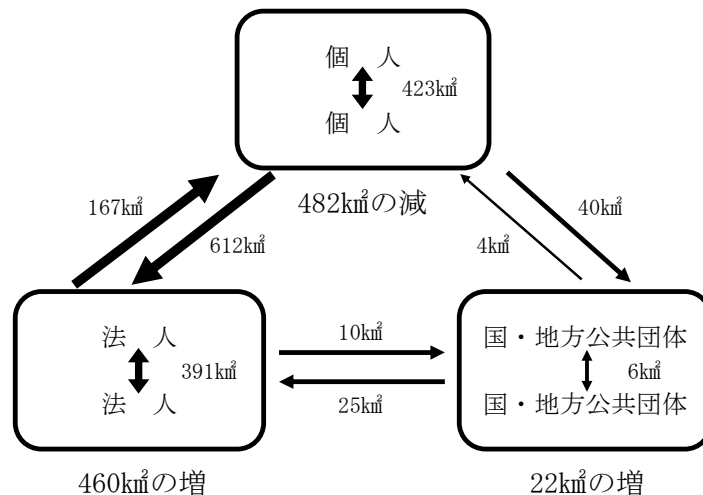 個 人
423㎢
個 人
482㎢の減
167㎢
612㎢
40㎢
4㎢
法 人
391㎢
法 人
460㎢の増
10㎢
25㎢
国・地方公共団体
6㎢
国・地方公共団体
22㎢の増